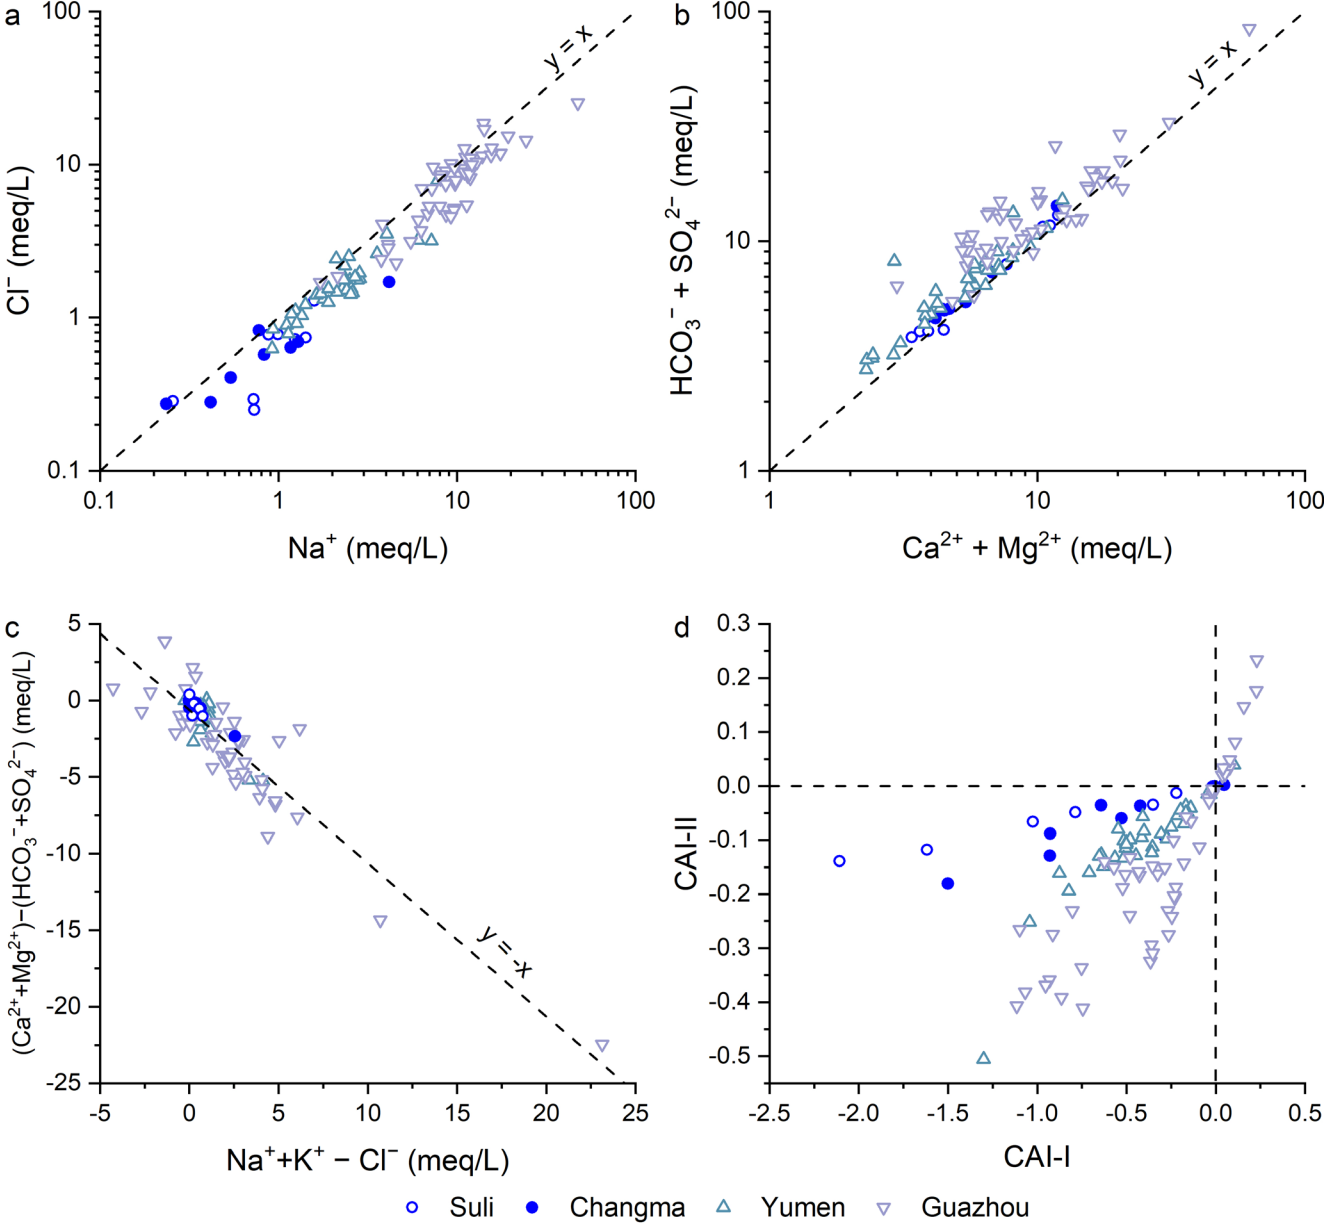 a
100
10
1
0.1
Cl⁻ (meq/L)
y = x
0.1 1 10 100
Na⁺ (meq/L)
b
100
10
1
HCO₃⁻ + SO₄²⁻ (meq/L)
y = x
1 10 100
Ca²⁺ + Mg²⁺ (meq/L)
c
5
0
-5
-10
-15
-20
-25
(Ca²⁺+Mg²⁺)−(HCO₃⁻+SO₄²⁻) (meq/L)
y = -x
-5 0 5 10 15 20 25
Na⁺+K⁺ − Cl⁻ (meq/L)
d
0.3
0.2
0.1
0.0
-0.1
-0.2
-0.3
-0.4
-0.5
CAI-II
-2.5 -2.0 -1.5 -1.0 -0.5 0.0 0.5
CAI-I
Suli Changma Yumen Guazhou